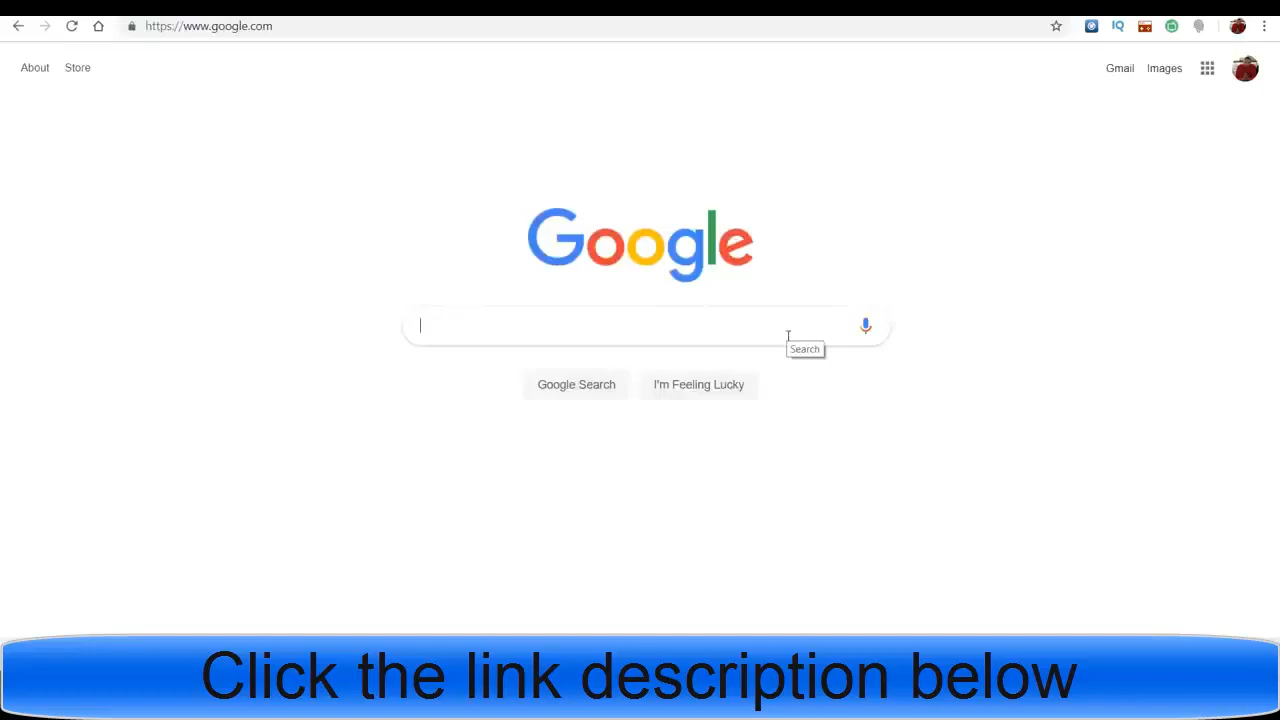 https://www.google.com
IQ
About Store Gmail Images
Google
Search
Google Search I'm Feeling Lucky
Click the link description below